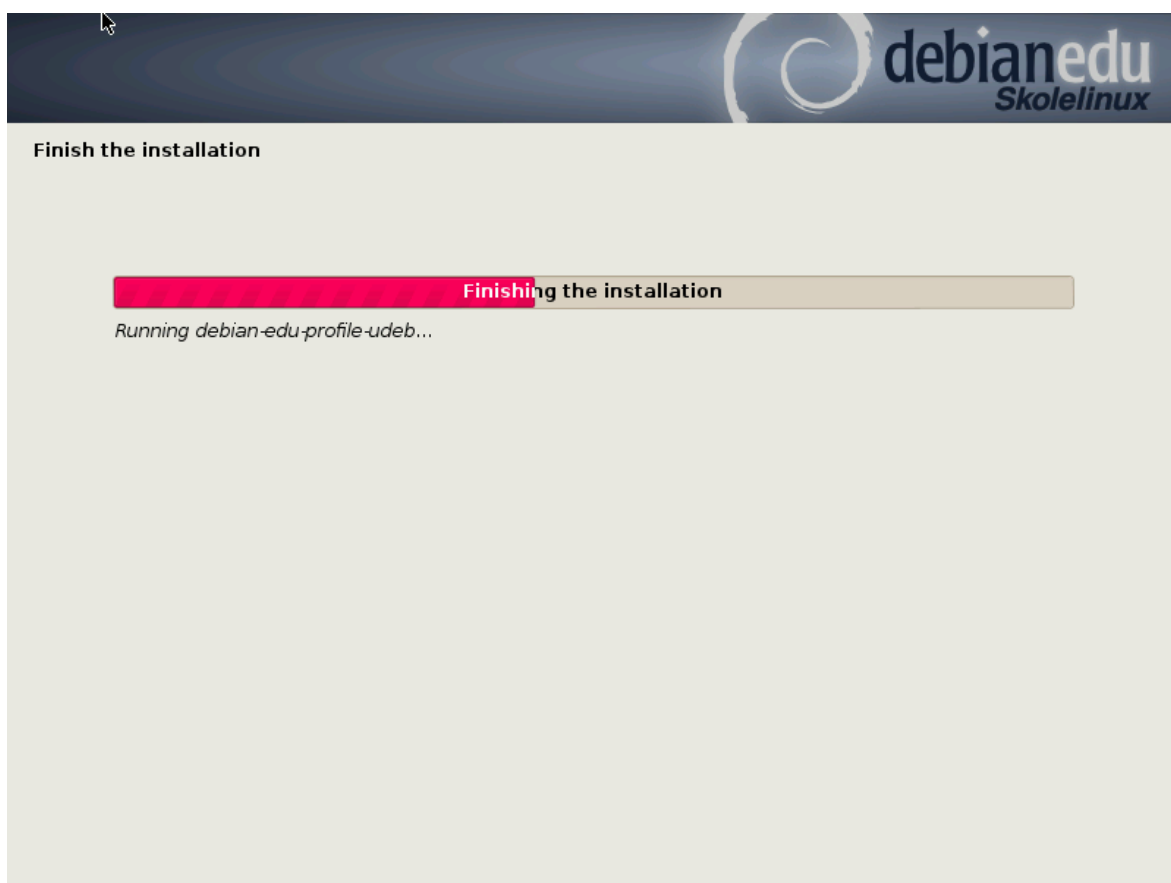 debianedu
Skolelinux
Finish the installation
Finishing the installation
Running debian-edu-profile-udeb...